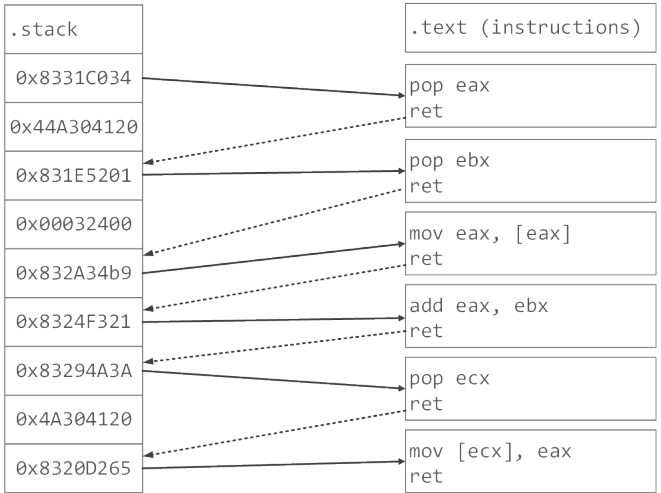 .stack
0x8331C034
0x44A304120
0x831E5201
0x00032400
0x832A34b9
0x8324F321
0x83294A3A
0x4A304120
0x8320D265
.text (instructions)
pop eax
ret
pop ebx
ret
mov eax, [eax]
ret
add eax, ebx
ret
pop ecx
ret
mov [ecx], eax
ret